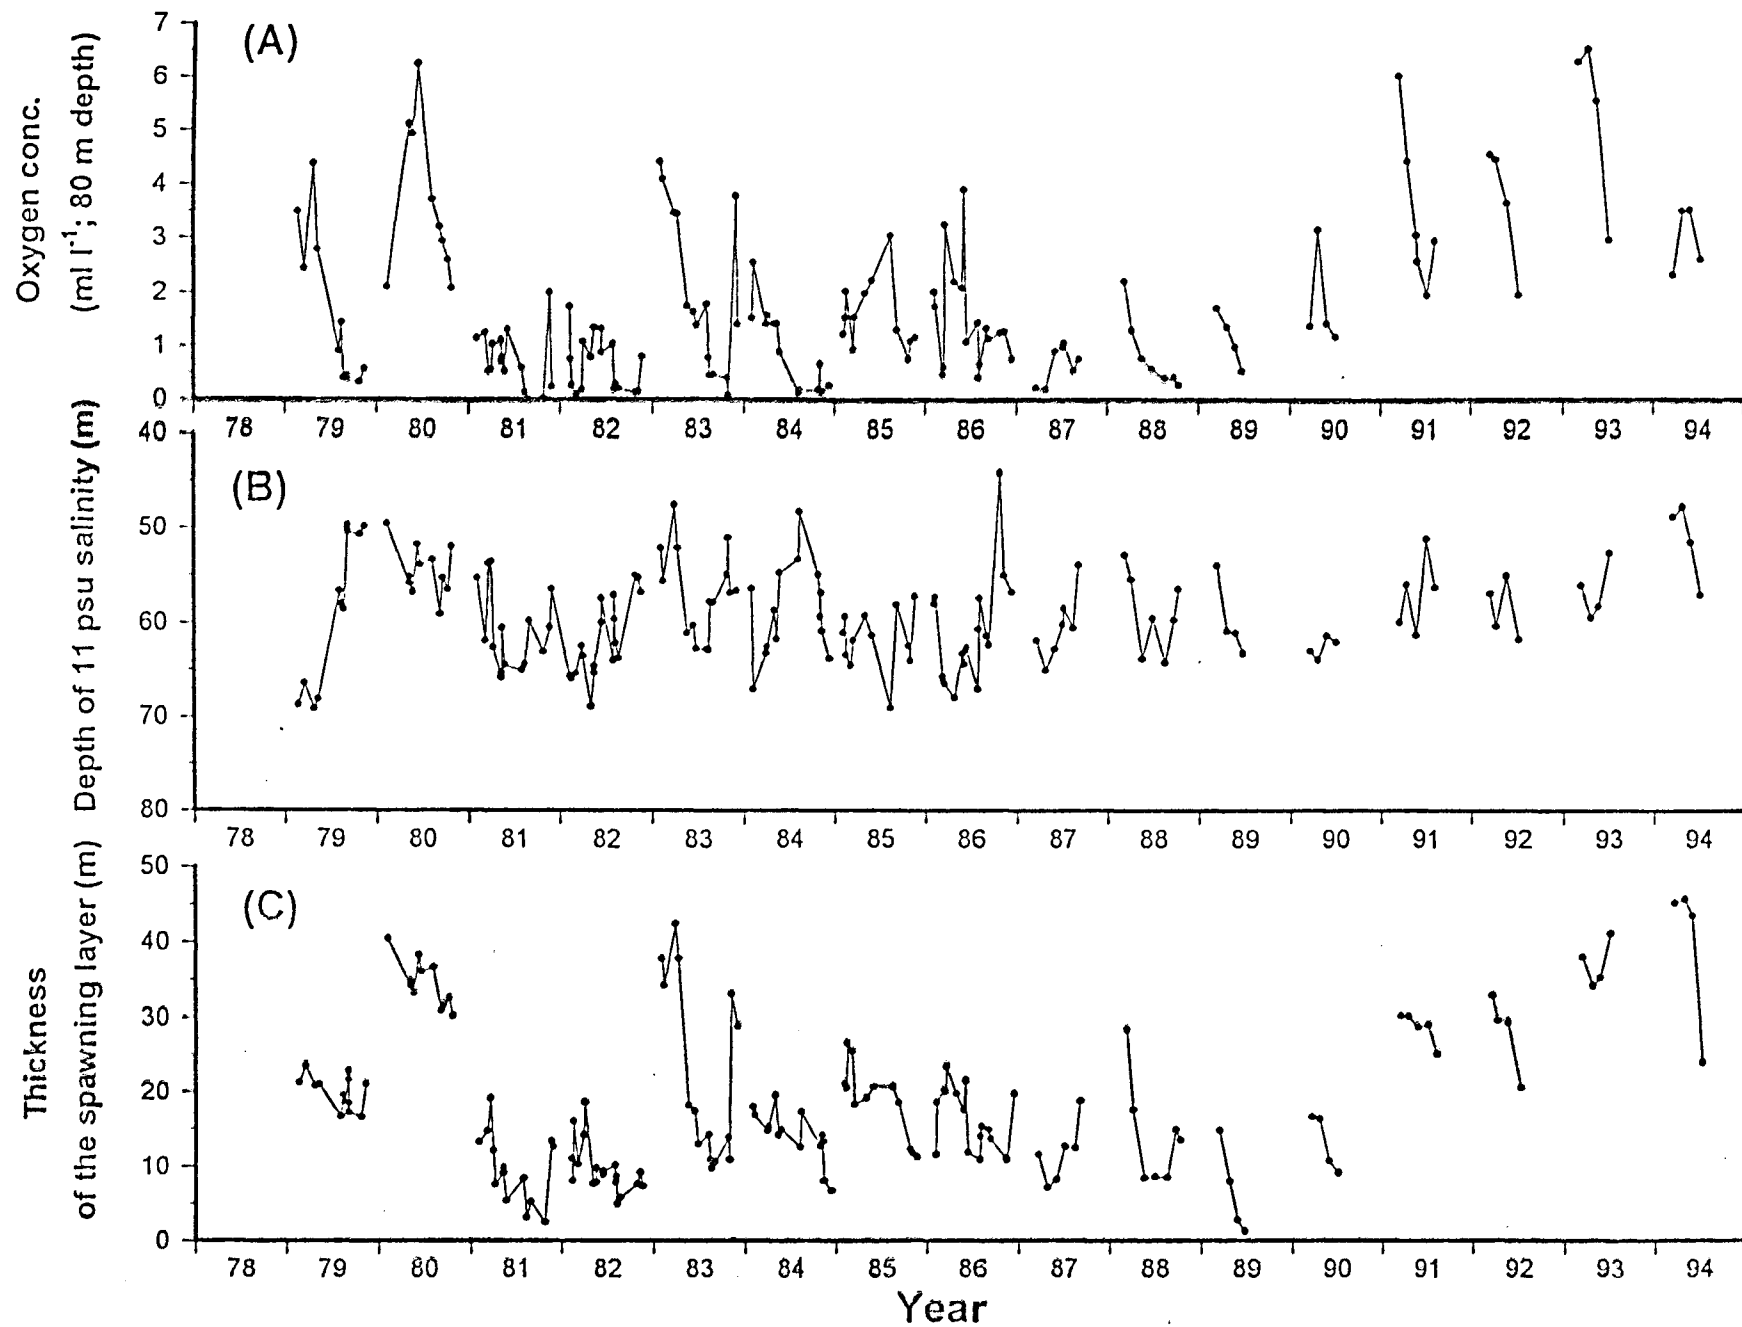 (A)
Oxygen conc.
(ml l⁻¹; 80 m depth)
7
6
5
4
3
2
1
0
78 79 80 81 82 83 84 85 86 87 88 89 90 91 92 93 94
(B)
Depth of 11 psu salinity (m)
40
50
60
70
80
78 79 80 81 82 83 84 85 86 87 88 89 90 91 92 93 94
(C)
Thickness
of the spawning layer (m)
50
40
30
20
10
0
78 79 80 81 82 83 84 85 86 87 88 89 90 91 92 93 94
Year